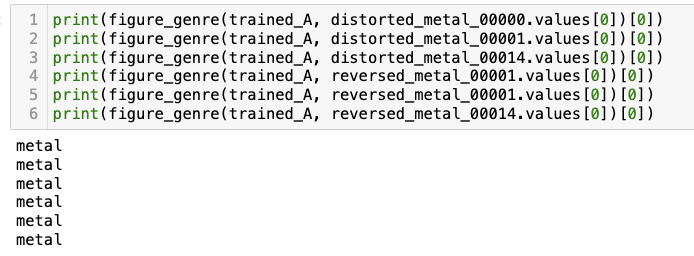 1 print(figure_genre(trained_A, distorted_metal_00000.values[0])[0])
2 print(figure_genre(trained_A, distorted_metal_00001.values[0])[0])
3 print(figure_genre(trained_A, distorted_metal_00014.values[0])[0])
4 print(figure_genre(trained_A, reversed_metal_00001.values[0])[0])
5 print(figure_genre(trained_A, reversed_metal_00001.values[0])[0])
6 print(figure_genre(trained_A, reversed_metal_00014.values[0])[0])
metal
metal
metal
metal
metal
metal